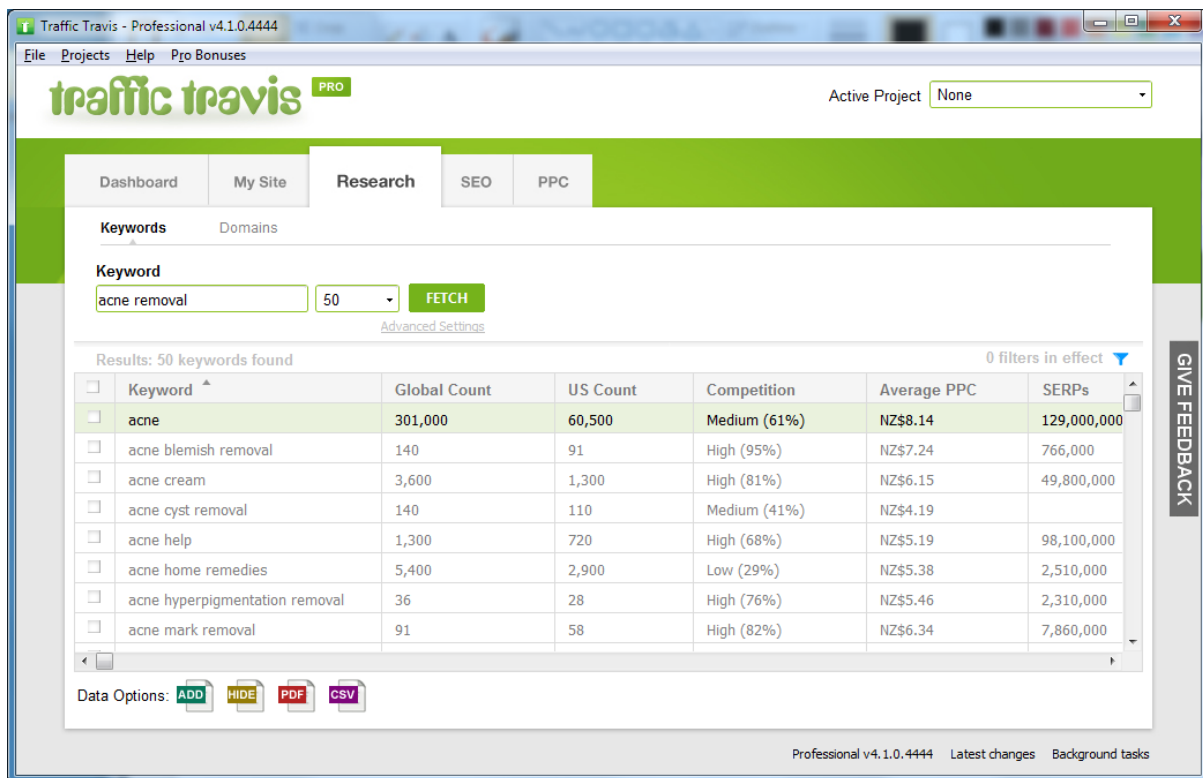 Traffic Travis - Professional v4.1.0.4444
File Projects Help Pro Bonuses
traffic travis PRO
Active Project None
Dashboard My Site Research SEO PPC
Keywords Domains
Keyword
acne removal 50 FETCH
Advanced Settings
Results: 50 keywords found 0 filters in effect
Keyword Global Count US Count Competition Average PPC SERPs
acne 301,000 60,500 Medium (61%) NZ$8.14 129,000,000
acne blemish removal 140 91 High (95%) NZ$7.24 766,000
acne cream 3,600 1,300 High (81%) NZ$6.15 49,800,000
acne cyst removal 140 110 Medium (41%) NZ$4.19
acne help 1,300 720 High (68%) NZ$5.19 98,100,000
acne home remedies 5,400 2,900 Low (29%) NZ$5.38 2,510,000
acne hyperpigmentation removal 36 28 High (76%) NZ$5.46 2,310,000
acne mark removal 91 58 High (82%) NZ$6.34 7,860,000
Data Options: ADD HIDE PDF CSV
GIVE FEEDBACK
Professional v4.1.0.4444 Latest changes Background tasks